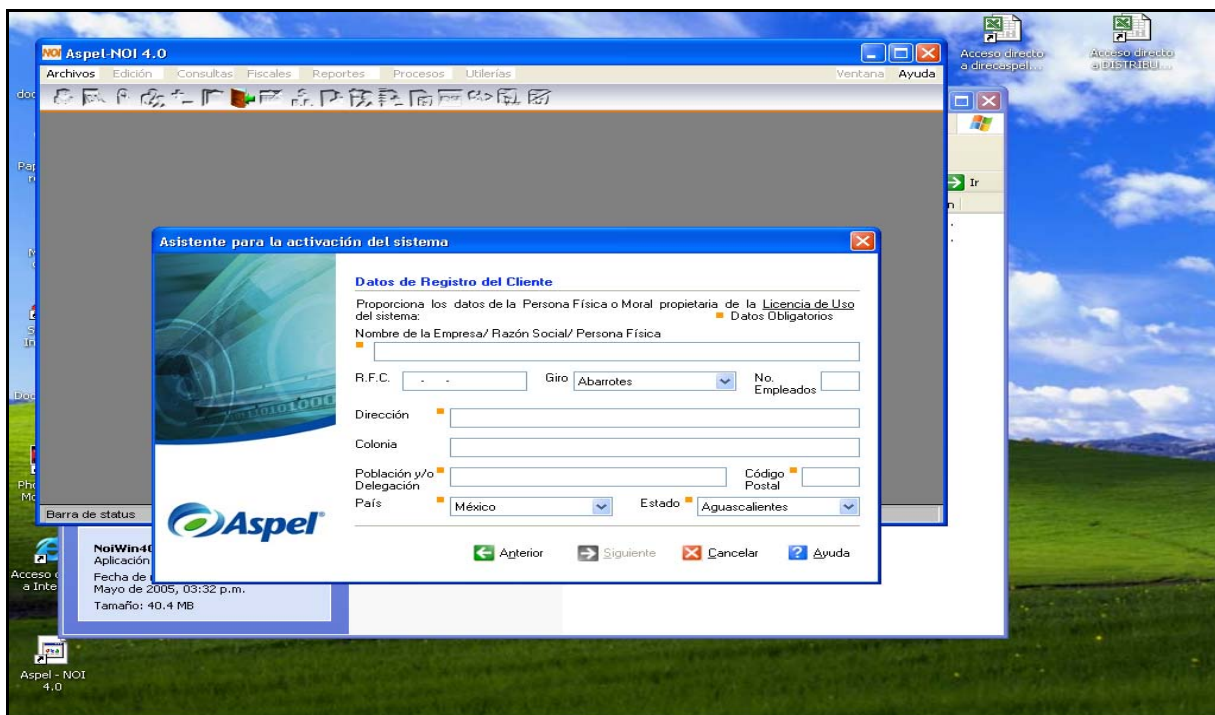 Acceso directo
a direcaspel...
Acceso directo
a DISTRIBU...
NOI Aspel-NOI 4.0
Archivos Edición Consultas Fiscales Reportes Procesos Utilerías Ventana Ayuda
Ir
Asistente para la activación del sistema
Datos de Registro del Cliente
Proporciona los datos de la Persona Física o Moral propietaria de la Licencia de Uso
del sistema: Datos Obligatorios
Nombre de la Empresa/ Razón Social/ Persona Física
R.F.C. - - Giro Abarrotes No.
Empleados
Dirección
Colonia
Población y/o
Delegación
Código
Postal
País México Estado Aguascalientes
Aspel
Anterior Siguiente Cancelar Ayuda
Barra de status
NoiWin40
Aplicación
Fecha de
Mayo de 2005, 03:32 p.m.
Tamaño: 40.4 MB
Acceso
a Inte
Aspel - NOI
4.0